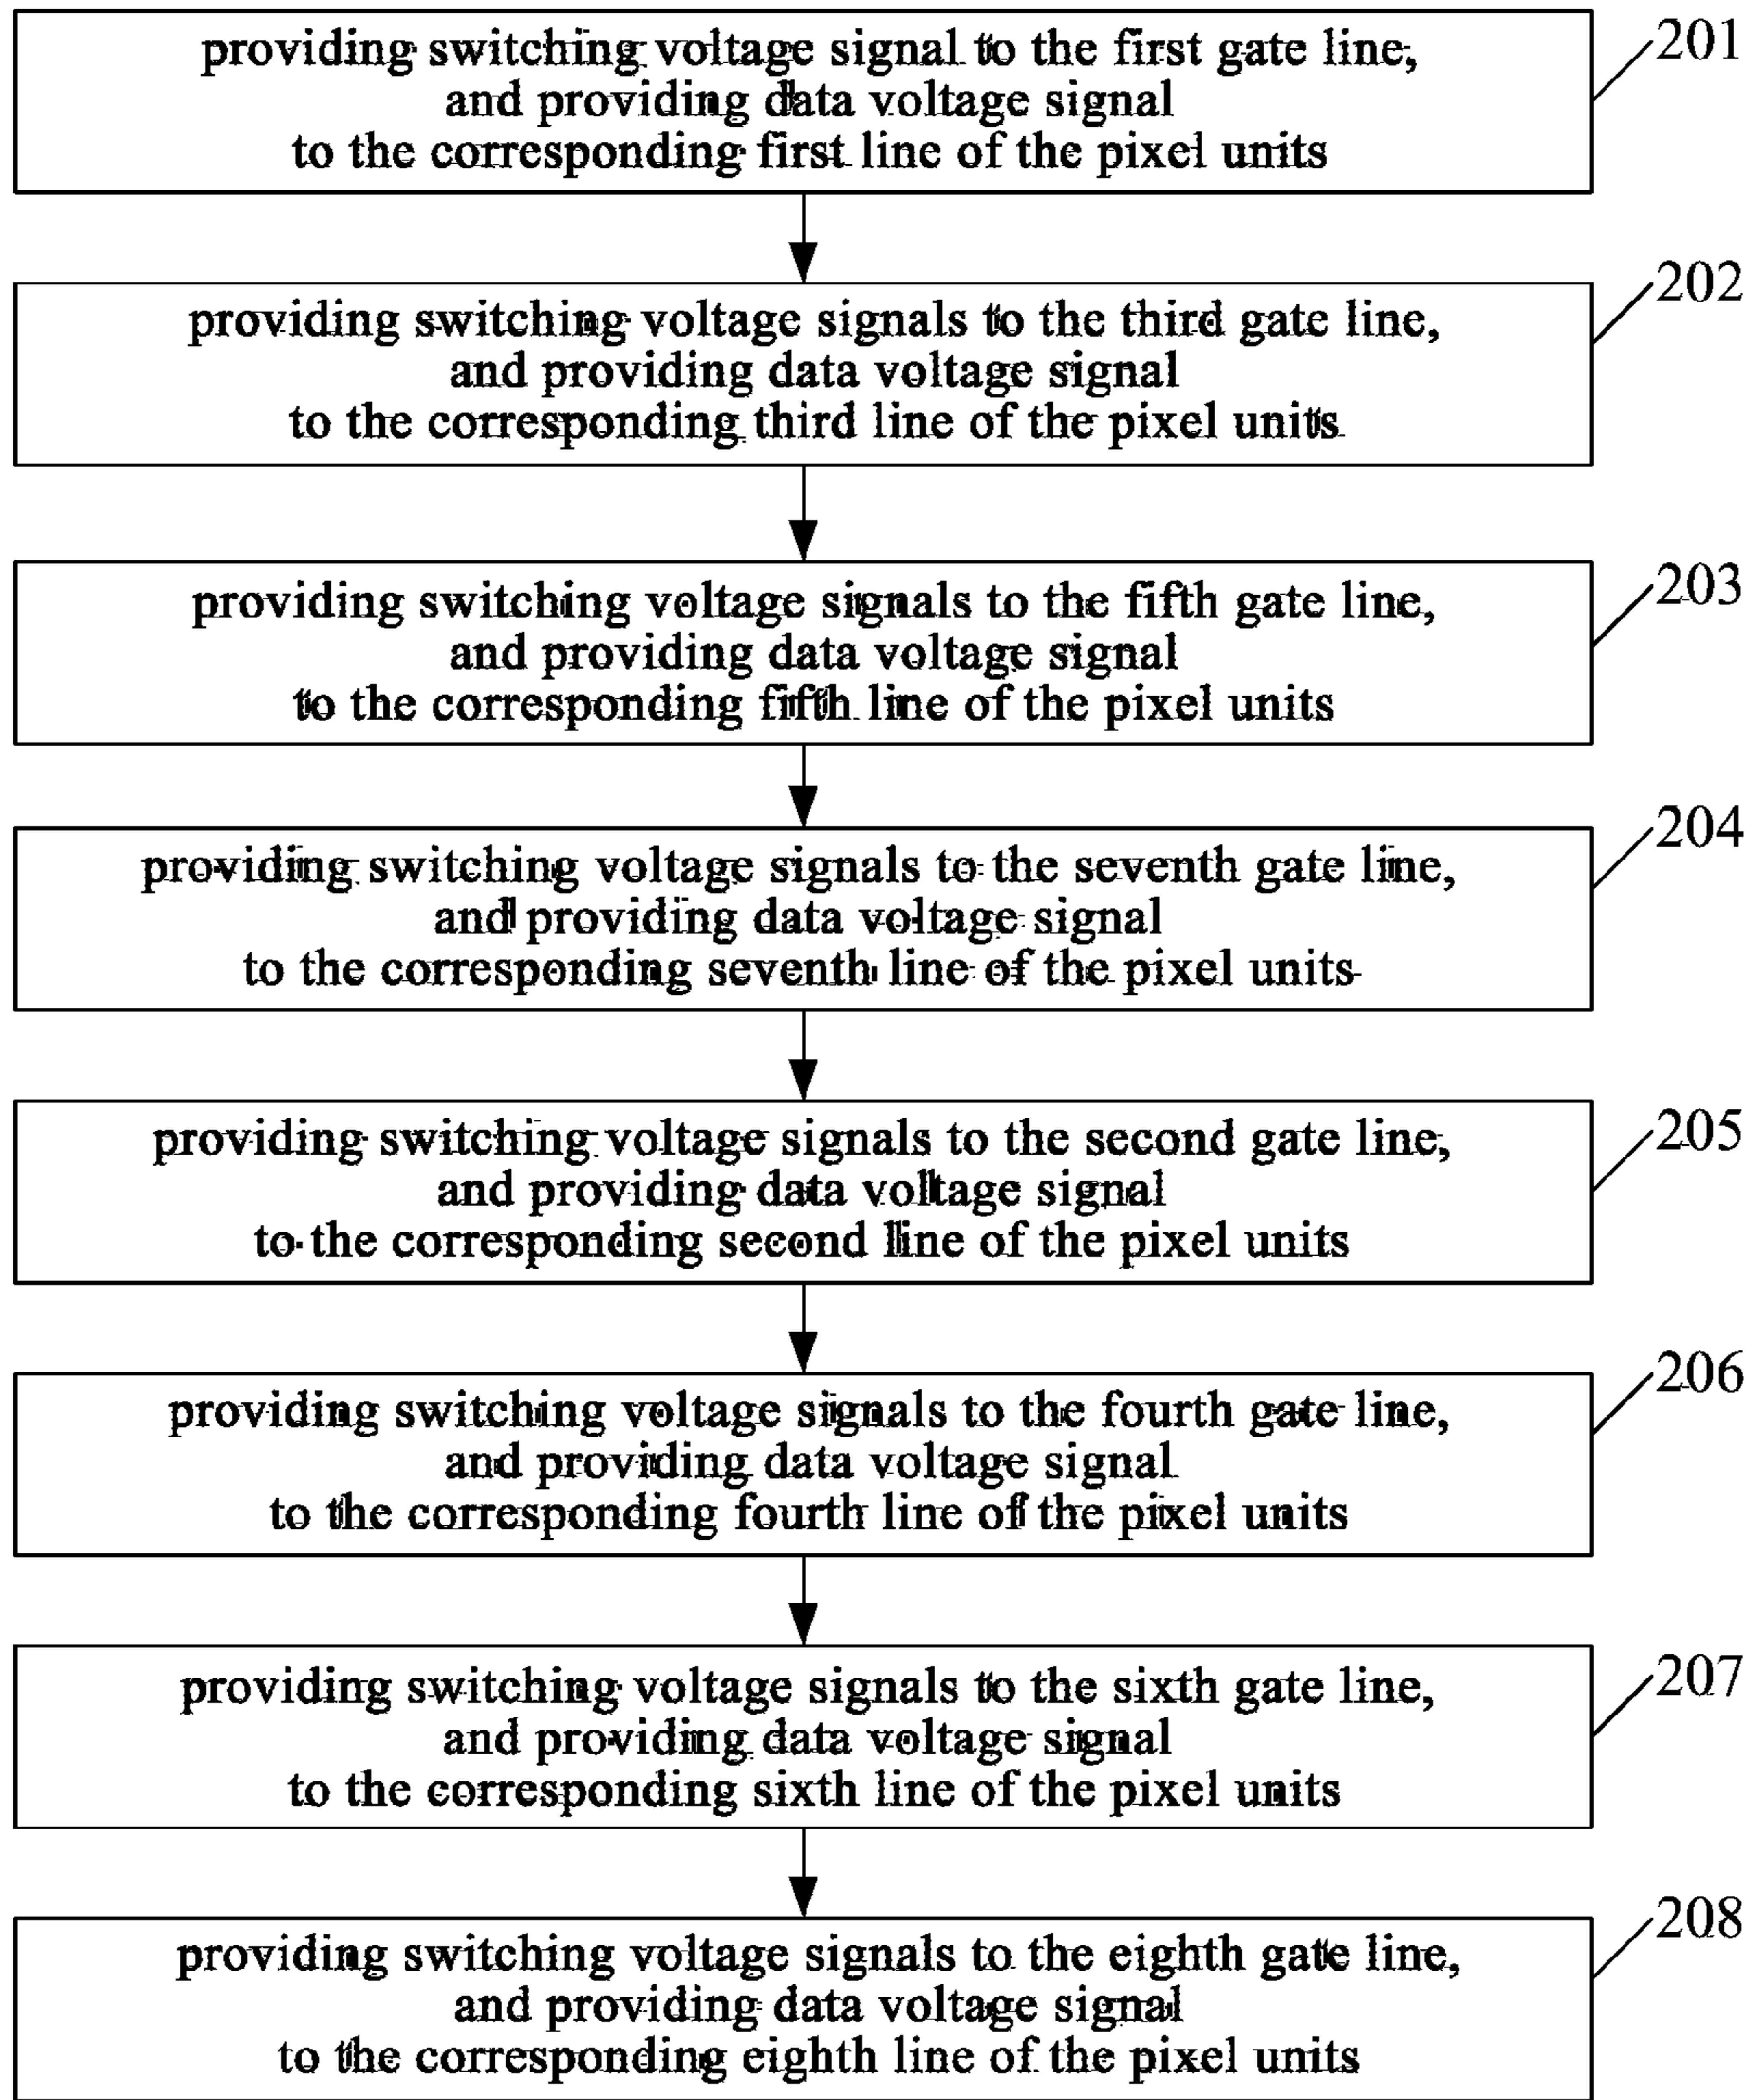 providing switching voltage signal to the first gate line,
and providing data voltage signal
to the corresponding first line of the pixel units
201
providing switching voltage signals to the third gate line,
and providing data voltage signal
to the corresponding third line of the pixel units
202
providing switching voltage signals to the fifth gate line,
and providing data voltage signal
to the corresponding fifth line of the pixel units
203
providing switching voltage signals to the seventh gate line,
and providing data voltage signal
to the corresponding seventh line of the pixel units
204
providing switching voltage signals to the second gate line,
and providing data voltage signal
to the corresponding second line of the pixel units
205
providing switching voltage signals to the fourth gate line,
and providing data voltage signal
to the corresponding fourth line of the pixel units
206
providing switching voltage signals to the sixth gate line,
and providing data voltage signal
to the corresponding sixth line of the pixel units
207
providing switching voltage signals to the eighth gate line,
and providing data voltage signal
to the corresponding eighth line of the pixel units
208